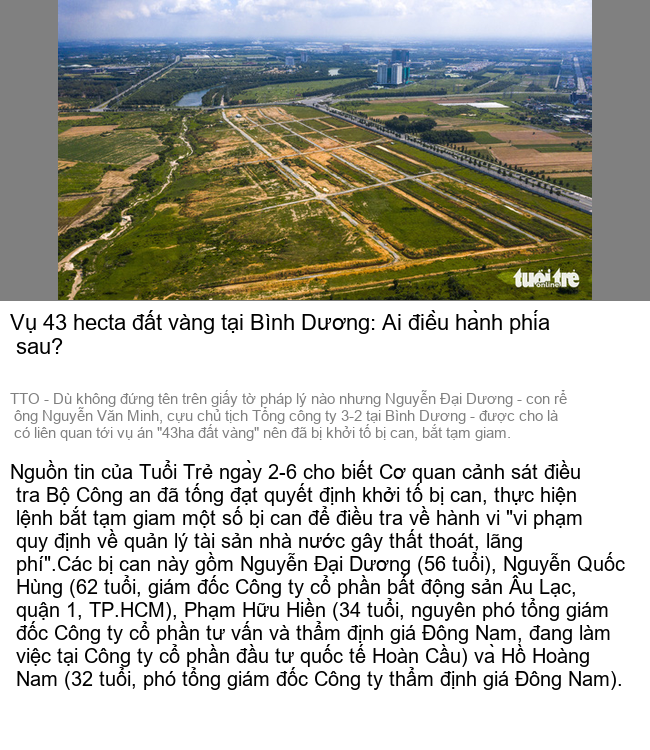 tuổi trẻ
online
Vụ 43 hecta đất vàng tại Bình Dương: Ai điều hành phía
sau?
TTO - Dù không đứng tên trên giấy tờ pháp lý nào nhưng Nguyễn Đại Dương - con rể
ông Nguyễn Văn Minh, cựu chủ tịch Tổng công ty 3-2 tại Bình Dương - được cho là
có liên quan tới vụ án "43ha đất vàng" nên đã bị khởi tố bị can, bắt tạm giam.
Nguồn tin của Tuổi Trẻ ngày 2-6 cho biết Cơ quan cảnh sát điều
tra Bộ Công an đã tống đạt quyết định khởi tố bị can, thực hiện
lệnh bắt tạm giam một số bị can để điều tra về hành vi "vi phạm
quy định về quản lý tài sản nhà nước gây thất thoát, lãng
phí".Các bị can này gồm Nguyễn Đại Dương (56 tuổi), Nguyễn Quốc
Hùng (62 tuổi, giám đốc Công ty cổ phần bất động sản Âu Lạc,
quận 1, TP.HCM), Phạm Hữu Hiền (34 tuổi, nguyên phó tổng giám
đốc Công ty cổ phần tư vấn và thẩm định giá Đông Nam, đang làm
việc tại Công ty cổ phần đầu tư quốc tế Hoàn Cầu) và Hồ Hoàng
Nam (32 tuổi, phó tổng giám đốc Công ty thẩm định giá Đông Nam).